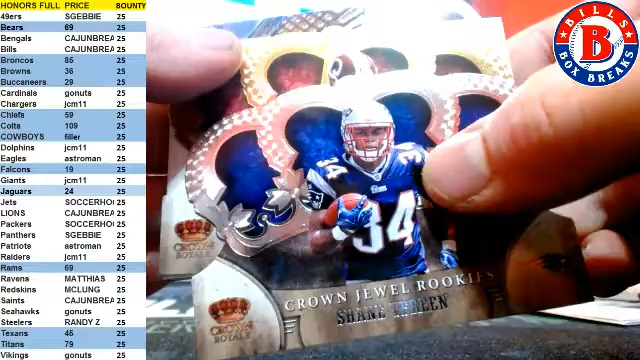 HONORS FULL PRICE BOUNTY
49ers SGEBBIE 25
Bears 69 25
Bengals CAJUNBREA 25
Bills CAJUNBREA 25
Broncos 85 25
Browns 36 25
Buccaneers 29 25
Cardinals gonuts 25
Chargers jcm11 25
Chiefs 59 25
Colts 109 25
COWBOYS filler 25
Dolphins jcm11 25
Eagles astroman 25
Falcons 19 25
Giants jcm11 25
Jaguars 24 25
Jets SOCCERHO 25
LIONS CAJUNBREA 25
Packers SOCCERHO 25
Panthers SGEBBIE 25
Patriote astroman 25
Raiders jcm11 25
Rams 69 25
Ravens MATTHIAS 25
Redskins MCLUNG 25
Saints CAJUNBREA 25
Seahawks gonuts 25
Steelers RANDY Z 25
Texans 45 25
Titans 79 25
Vikings gonuts 25
BILLS
B
BOX BREAKS
34
34
CROWN
ROYALE
CROWN JEWEL ROOKIES
SHANE VEREEN
CROWN
ROYALE